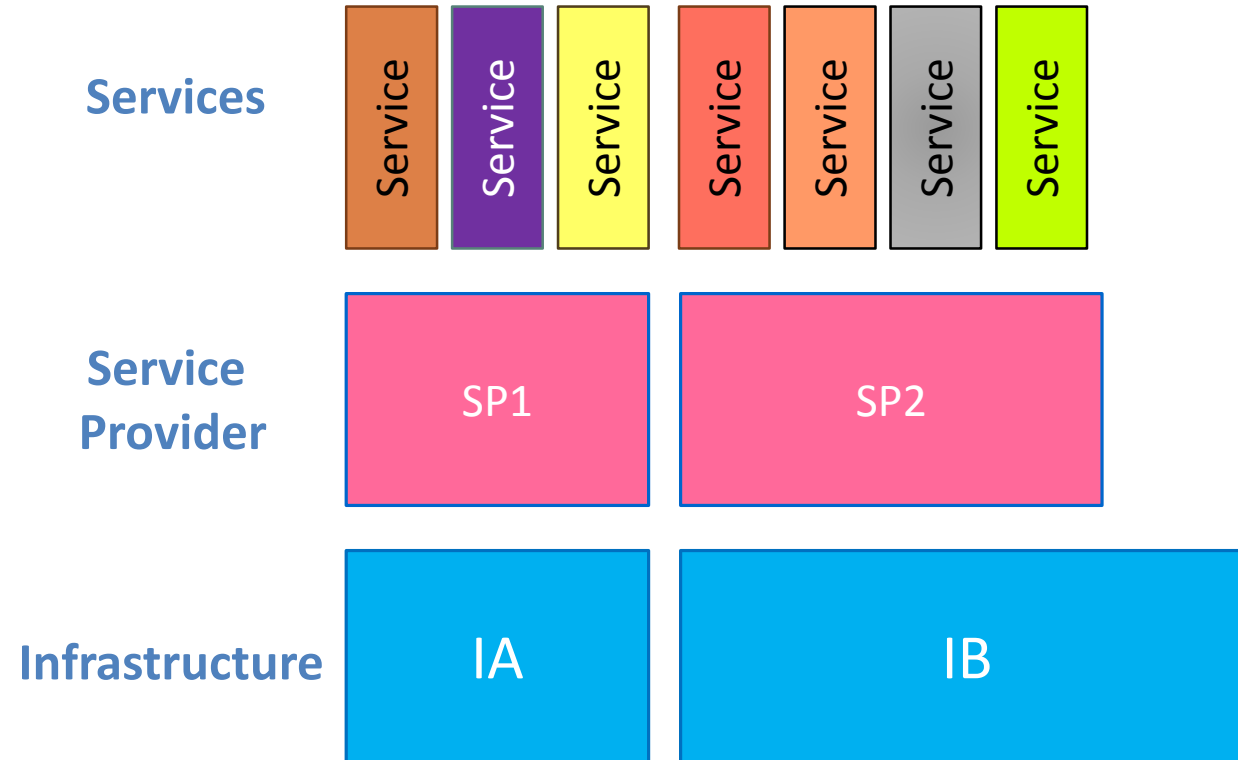 Services
Service
Service
Service
Service
Service
Service
Service
Service
Provider
SP1
SP2
Infrastructure
IA
IB